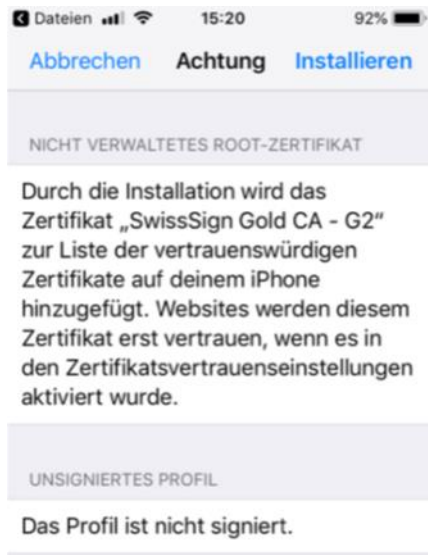 Dateien 15:20 92%
Abbrechen Achtung Installieren
NICHT VERWALTETES ROOT-ZERTIFIKAT
Durch die Installation wird das
Zertifikat „SwissSign Gold CA - G2“
zur Liste der vertrauenswürdigen
Zertifikate auf deinem iPhone
hinzugefügt. Websites werden diesem
Zertifikat erst vertrauen, wenn es in
den Zertifikatsvertrauenseinstellungen
aktiviert wurde.
UNSIGNIERTES PROFIL
Das Profil ist nicht signiert.